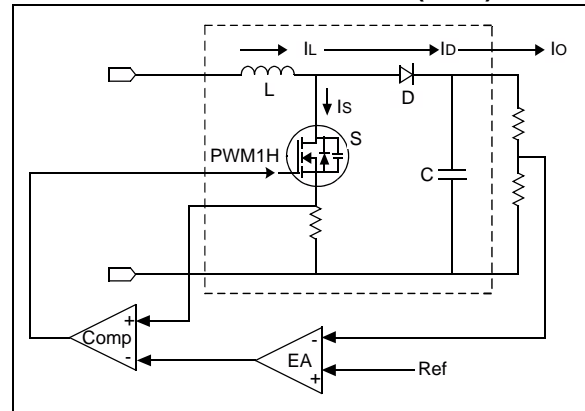 IL
ID
IO
L
D
IS
S
PWM1H
C
+
Comp
-
-
EA
+
Ref